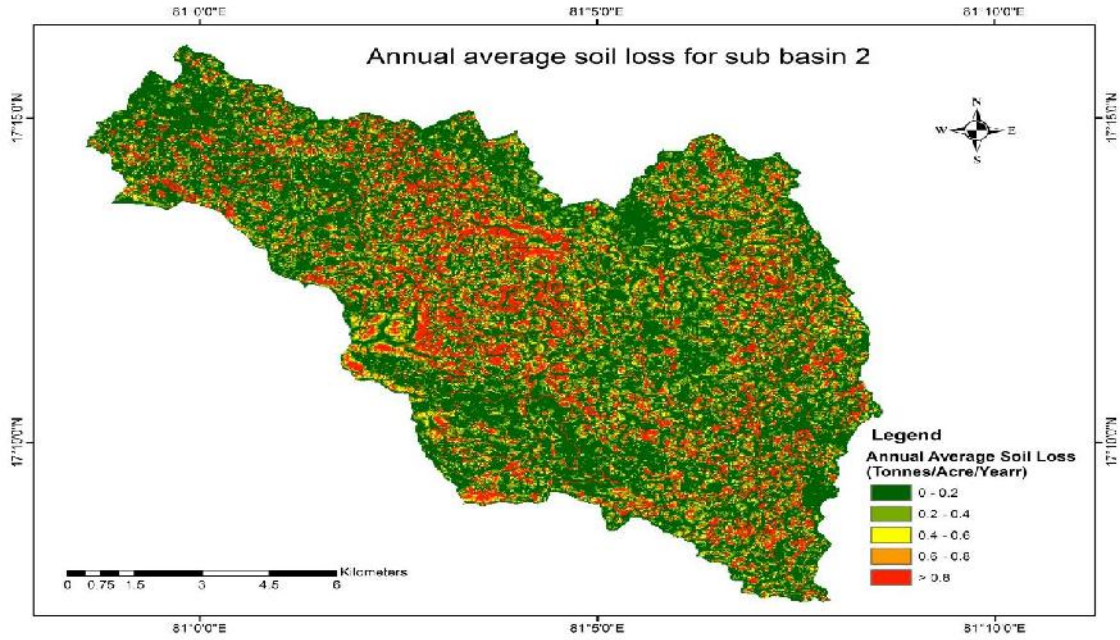 81°0'0"E 81°5'0"E 81°10'0"E
Annual average soil loss for sub basin 2
17°15'0"N 17°15'0"N
N
W E
S
17°10'0"N 17°10'0"N
Legend
Annual Average Soil Loss
(Tonnes/Acre/Yearr)
0 - 0.2
0.2 - 0.4
0.4 - 0.6
0.6 - 0.8
> 0.8
Kilometers
0 0.75 1.5 3 4.5 6
81°0'0"E 81°5'0"E 81°10'0"E